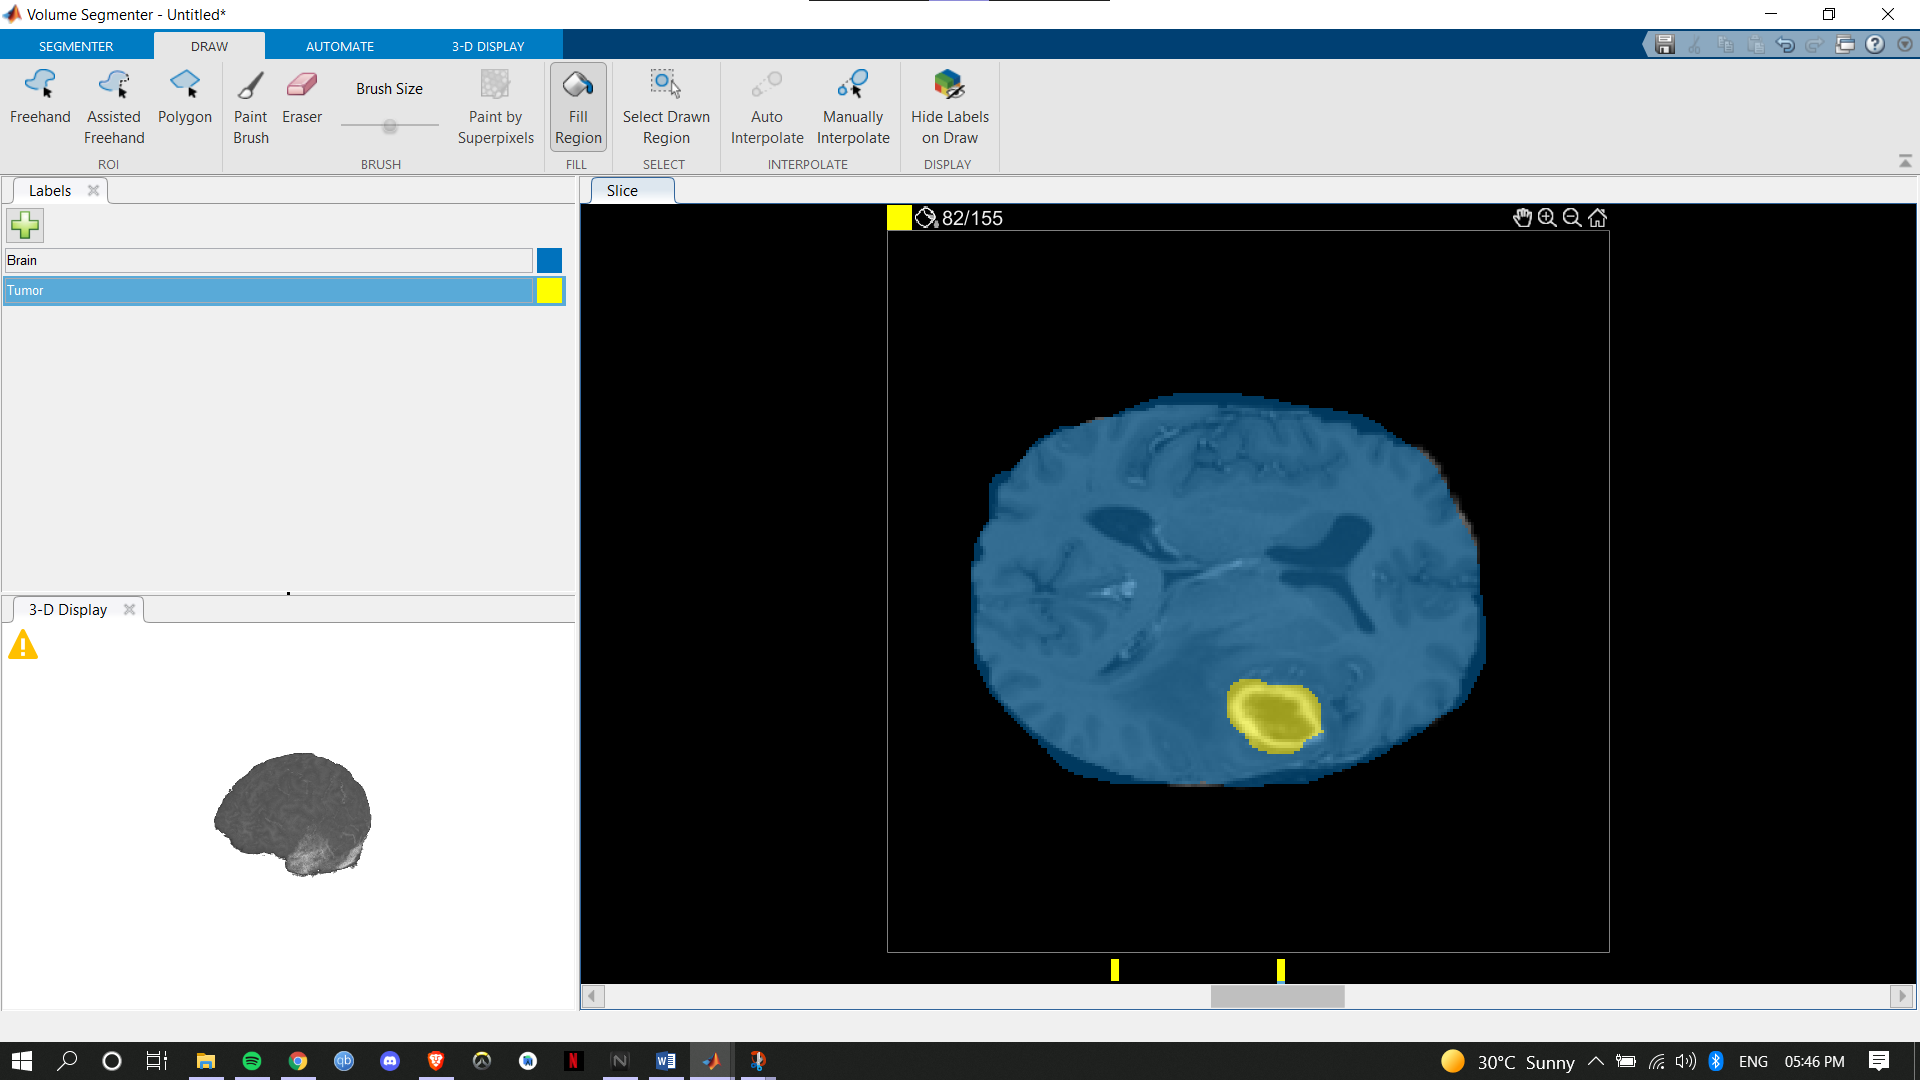 Volume Segmenter - Untitled*
SEGMENTER DRAW AUTOMATE 3-D DISPLAY
Freehand
Assisted Freehand
Polygon
ROI
Paint Brush
Eraser
Brush Size
Paint by Superpixels
BRUSH
Fill Region
FILL
Select Drawn Region
SELECT
Auto Interpolate
Manually Interpolate
INTERPOLATE
Hide Labels on Draw
DISPLAY
Labels
Brain
Tumor
3-D Display
Slice
82/155
30°C Sunny
ENG
05:46 PM